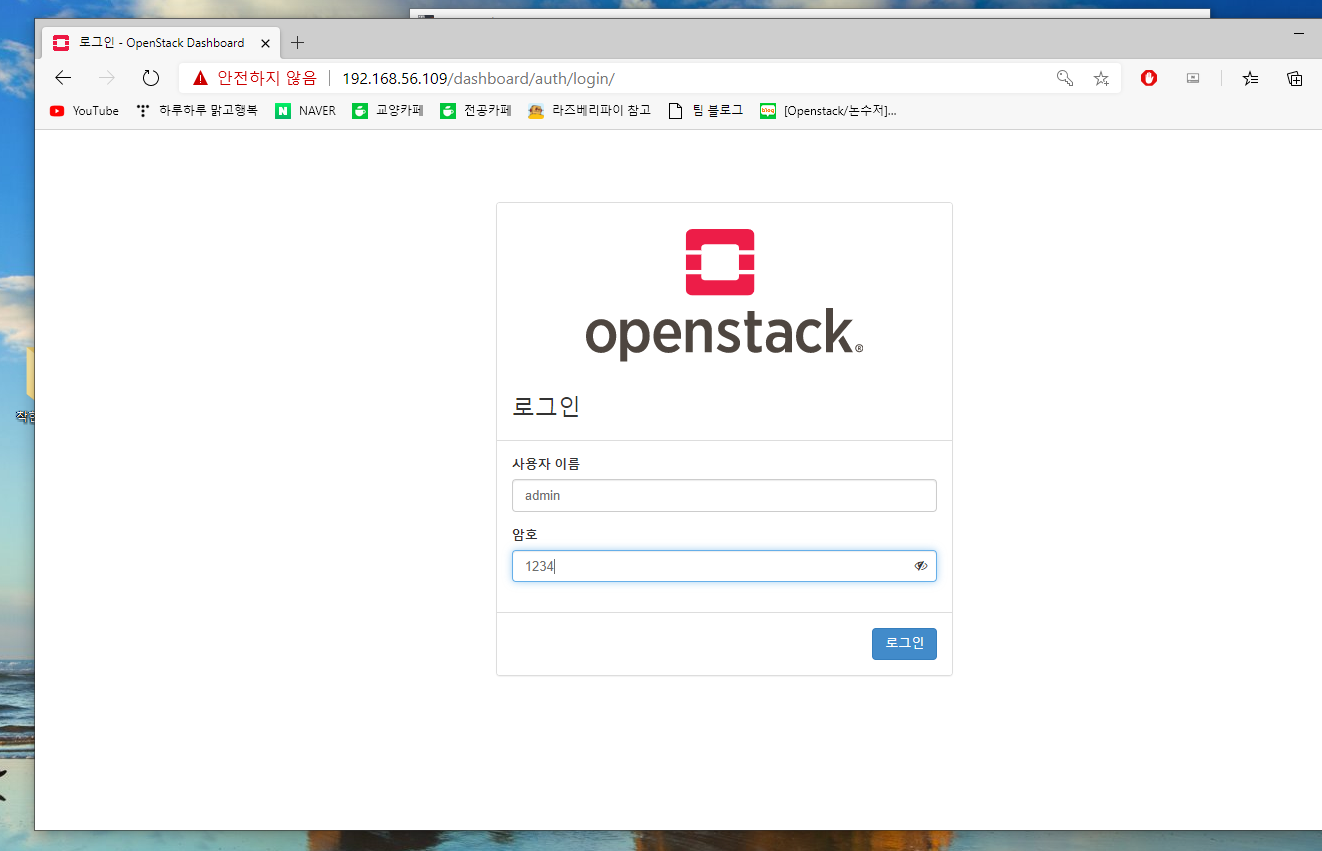 로그인 - OpenStack Dashboard
안전하지 않음 | 192.168.56.109/dashboard/auth/login/
YouTube 하루하루 맑고행복 NAVER 교양카페 전공카페 라즈베리파이 참고 팀 블로그 [Openstack/논수저]...
openstack®
로그인
사용자 이름
admin
암호
1234
로그인